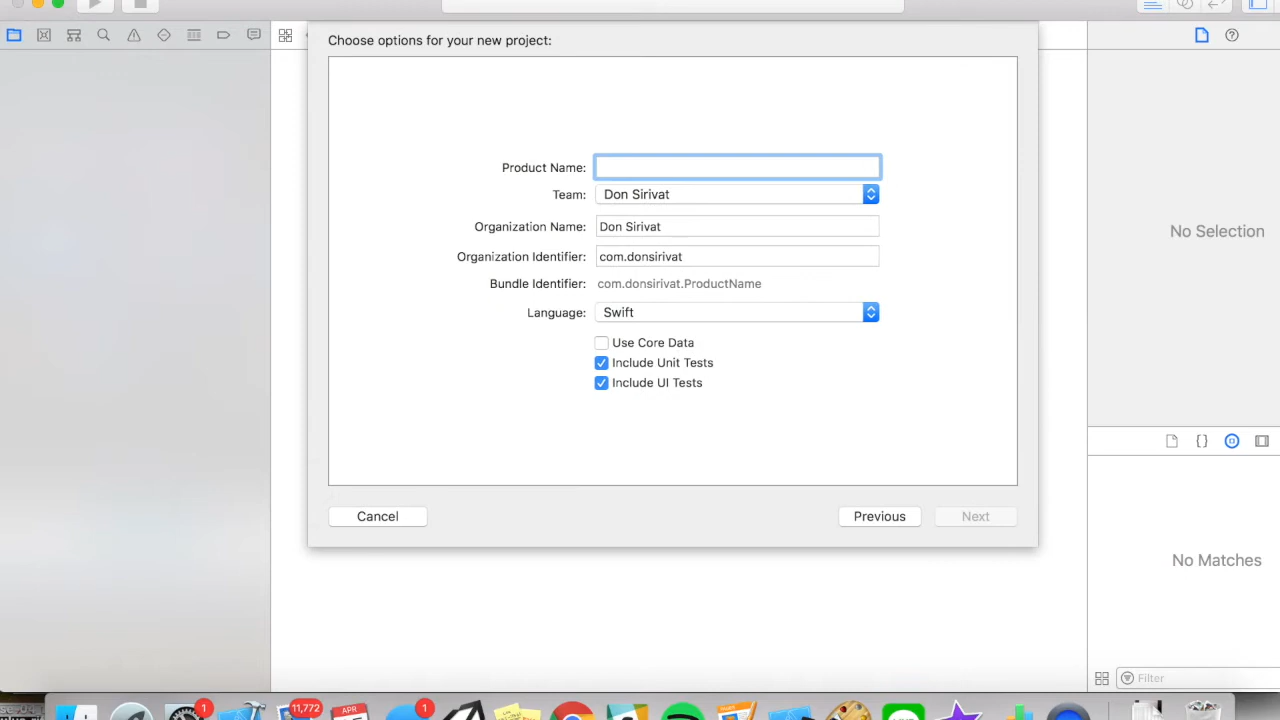 Choose options for your new project:
Product Name:
Team: Don Sirivat
Organization Name: Don Sirivat
Organization Identifier: com.donsirivat
Bundle Identifier: com.donsirivat.ProductName
Language: Swift
Use Core Data
Include Unit Tests
Include UI Tests
Cancel
Previous
Next
No Selection
No Matches
Filter
1
11,772
APR
1